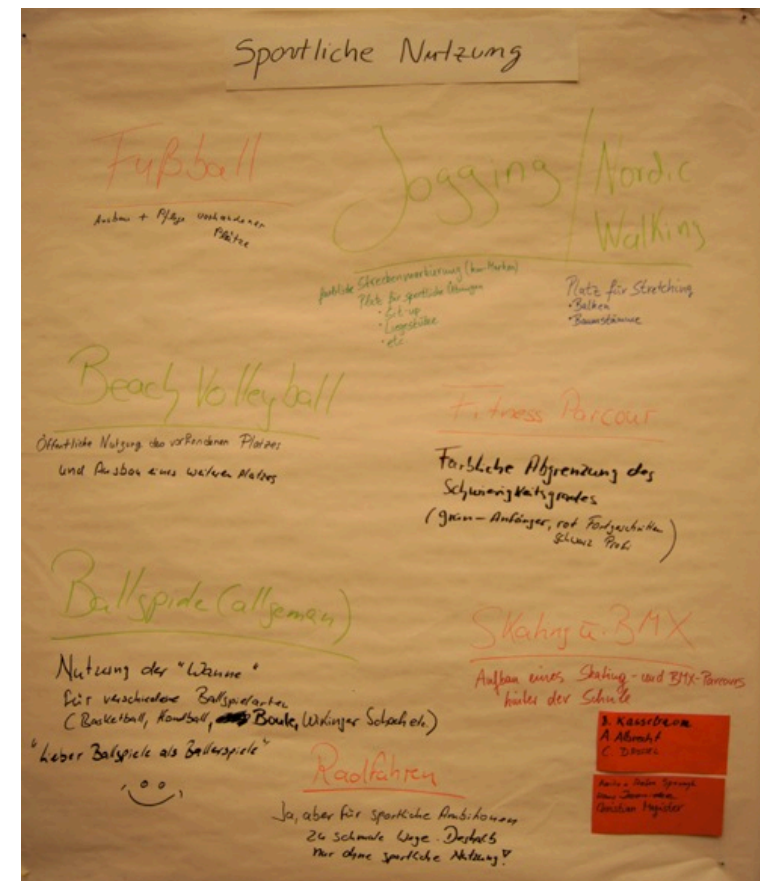 Sportliche Nutzung
Fußball
Ausbau + Pflege vorhandener
Plätze
Jogging / Nordic
Walking
farbliche Streckenmarkierung (km-Marken)
Platz für sportliche Übungen
• Sit-up
• Liegestütze
• etc
Platz für Stretching
• Balken
• Baumstämme
Beach Volleyball
Öffentliche Nutzung des vorhandenen Platzes
und Ausbau eines weiteren Platzes
Fitness Parcour
Farbliche Abgrenzung des
Schwierigkeitsgrades
(grün - Anfänger, rot Fortgeschritten
schwarz Profi)
Ballspiele (allgemein)
Nutzung der "Wanne"
für verschiedene Ballspielarten
(Basketball, Handball, Boule, Wikinger Schach etc.)
"Lieber Ballspiele als Ballerspiele"
Skating u. BMX
Aufbau eines Skating- und BMX-Parcours
hinter der Schule
A. Albrecht
Christian Magister
Radfahren
Ja, aber für sportliche Ambitionen
zu schmale Wege. Deshalb
nur ohne sportliche Nutzung!